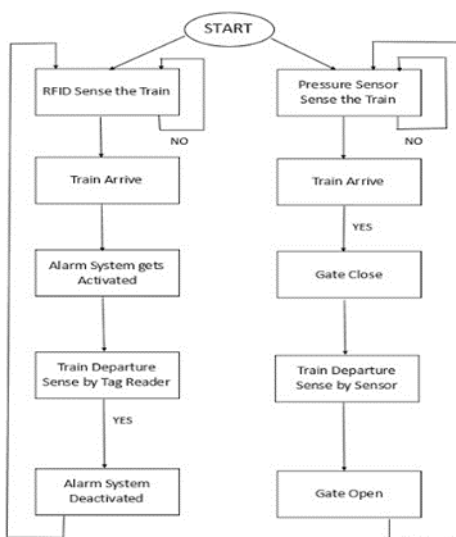 START
RFID Sense the Train
NO
Train Arrive
Alarm System gets
Activated
Train Departure
Sense by Tag Reader
YES
Alarm System
Deactivated
Pressure Sensor
Sense the Train
NO
Train Arrive
YES
Gate Close
Train Departure
Sense by Sensor
Gate Open